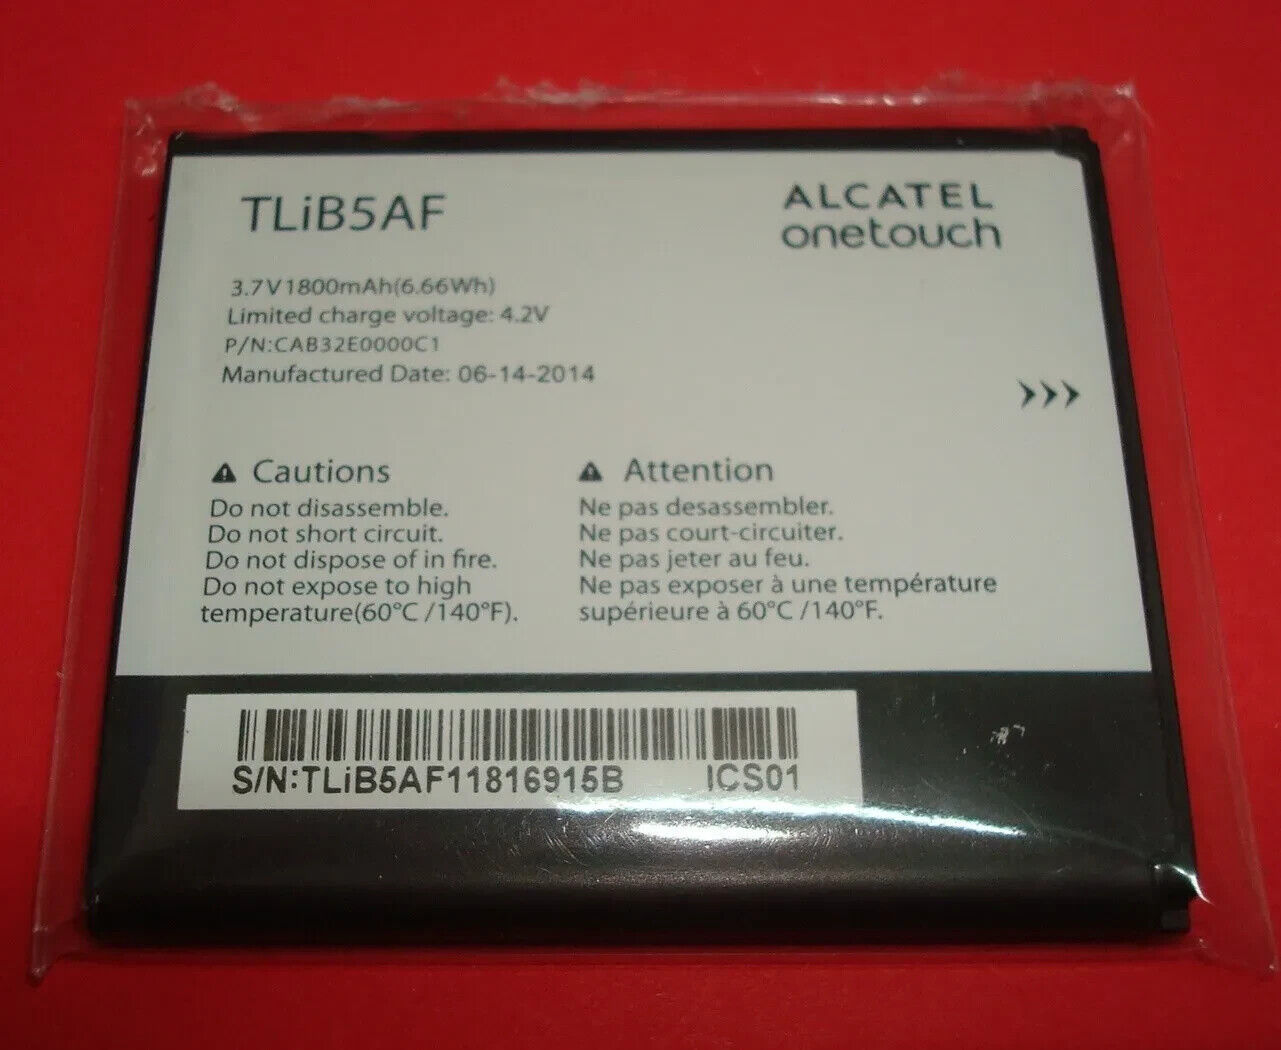 TLiB5AF
ALCATEL
onetouch
3.7V1800mAh(6.66Wh)
Limited charge voltage: 4.2V
P/N:CAB32E0000C1
Manufactured Date: 06-14-2014
Cautions
Do not disassemble.
Do not short circuit.
Do not dispose of in fire.
Do not expose to high
temperature(60°C /140°F).
Attention
Ne pas desassembler.
Ne pas court-circuiter.
Ne pas jeter au feu.
Ne pas exposer à une température
supérieure à 60°C /140°F.
S/N:TLiB5AF11816915B ICS01